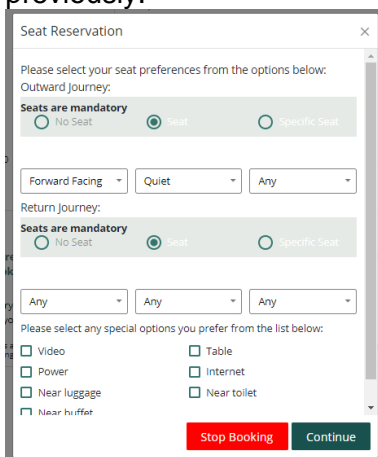 previously.
Seat Reservation ×
Please select your seat preferences from the options below:
Outward Journey:
Seats are mandatory
No Seat Seat Specific Seat
Forward Facing Quiet Any
Return Journey:
Seats are mandatory
No Seat Seat Specific Seat
Any Any Any
Please select any special options you prefer from the list below:
Video Table
Power Internet
Near luggage Near toilet
Near buffet
Stop Booking Continue